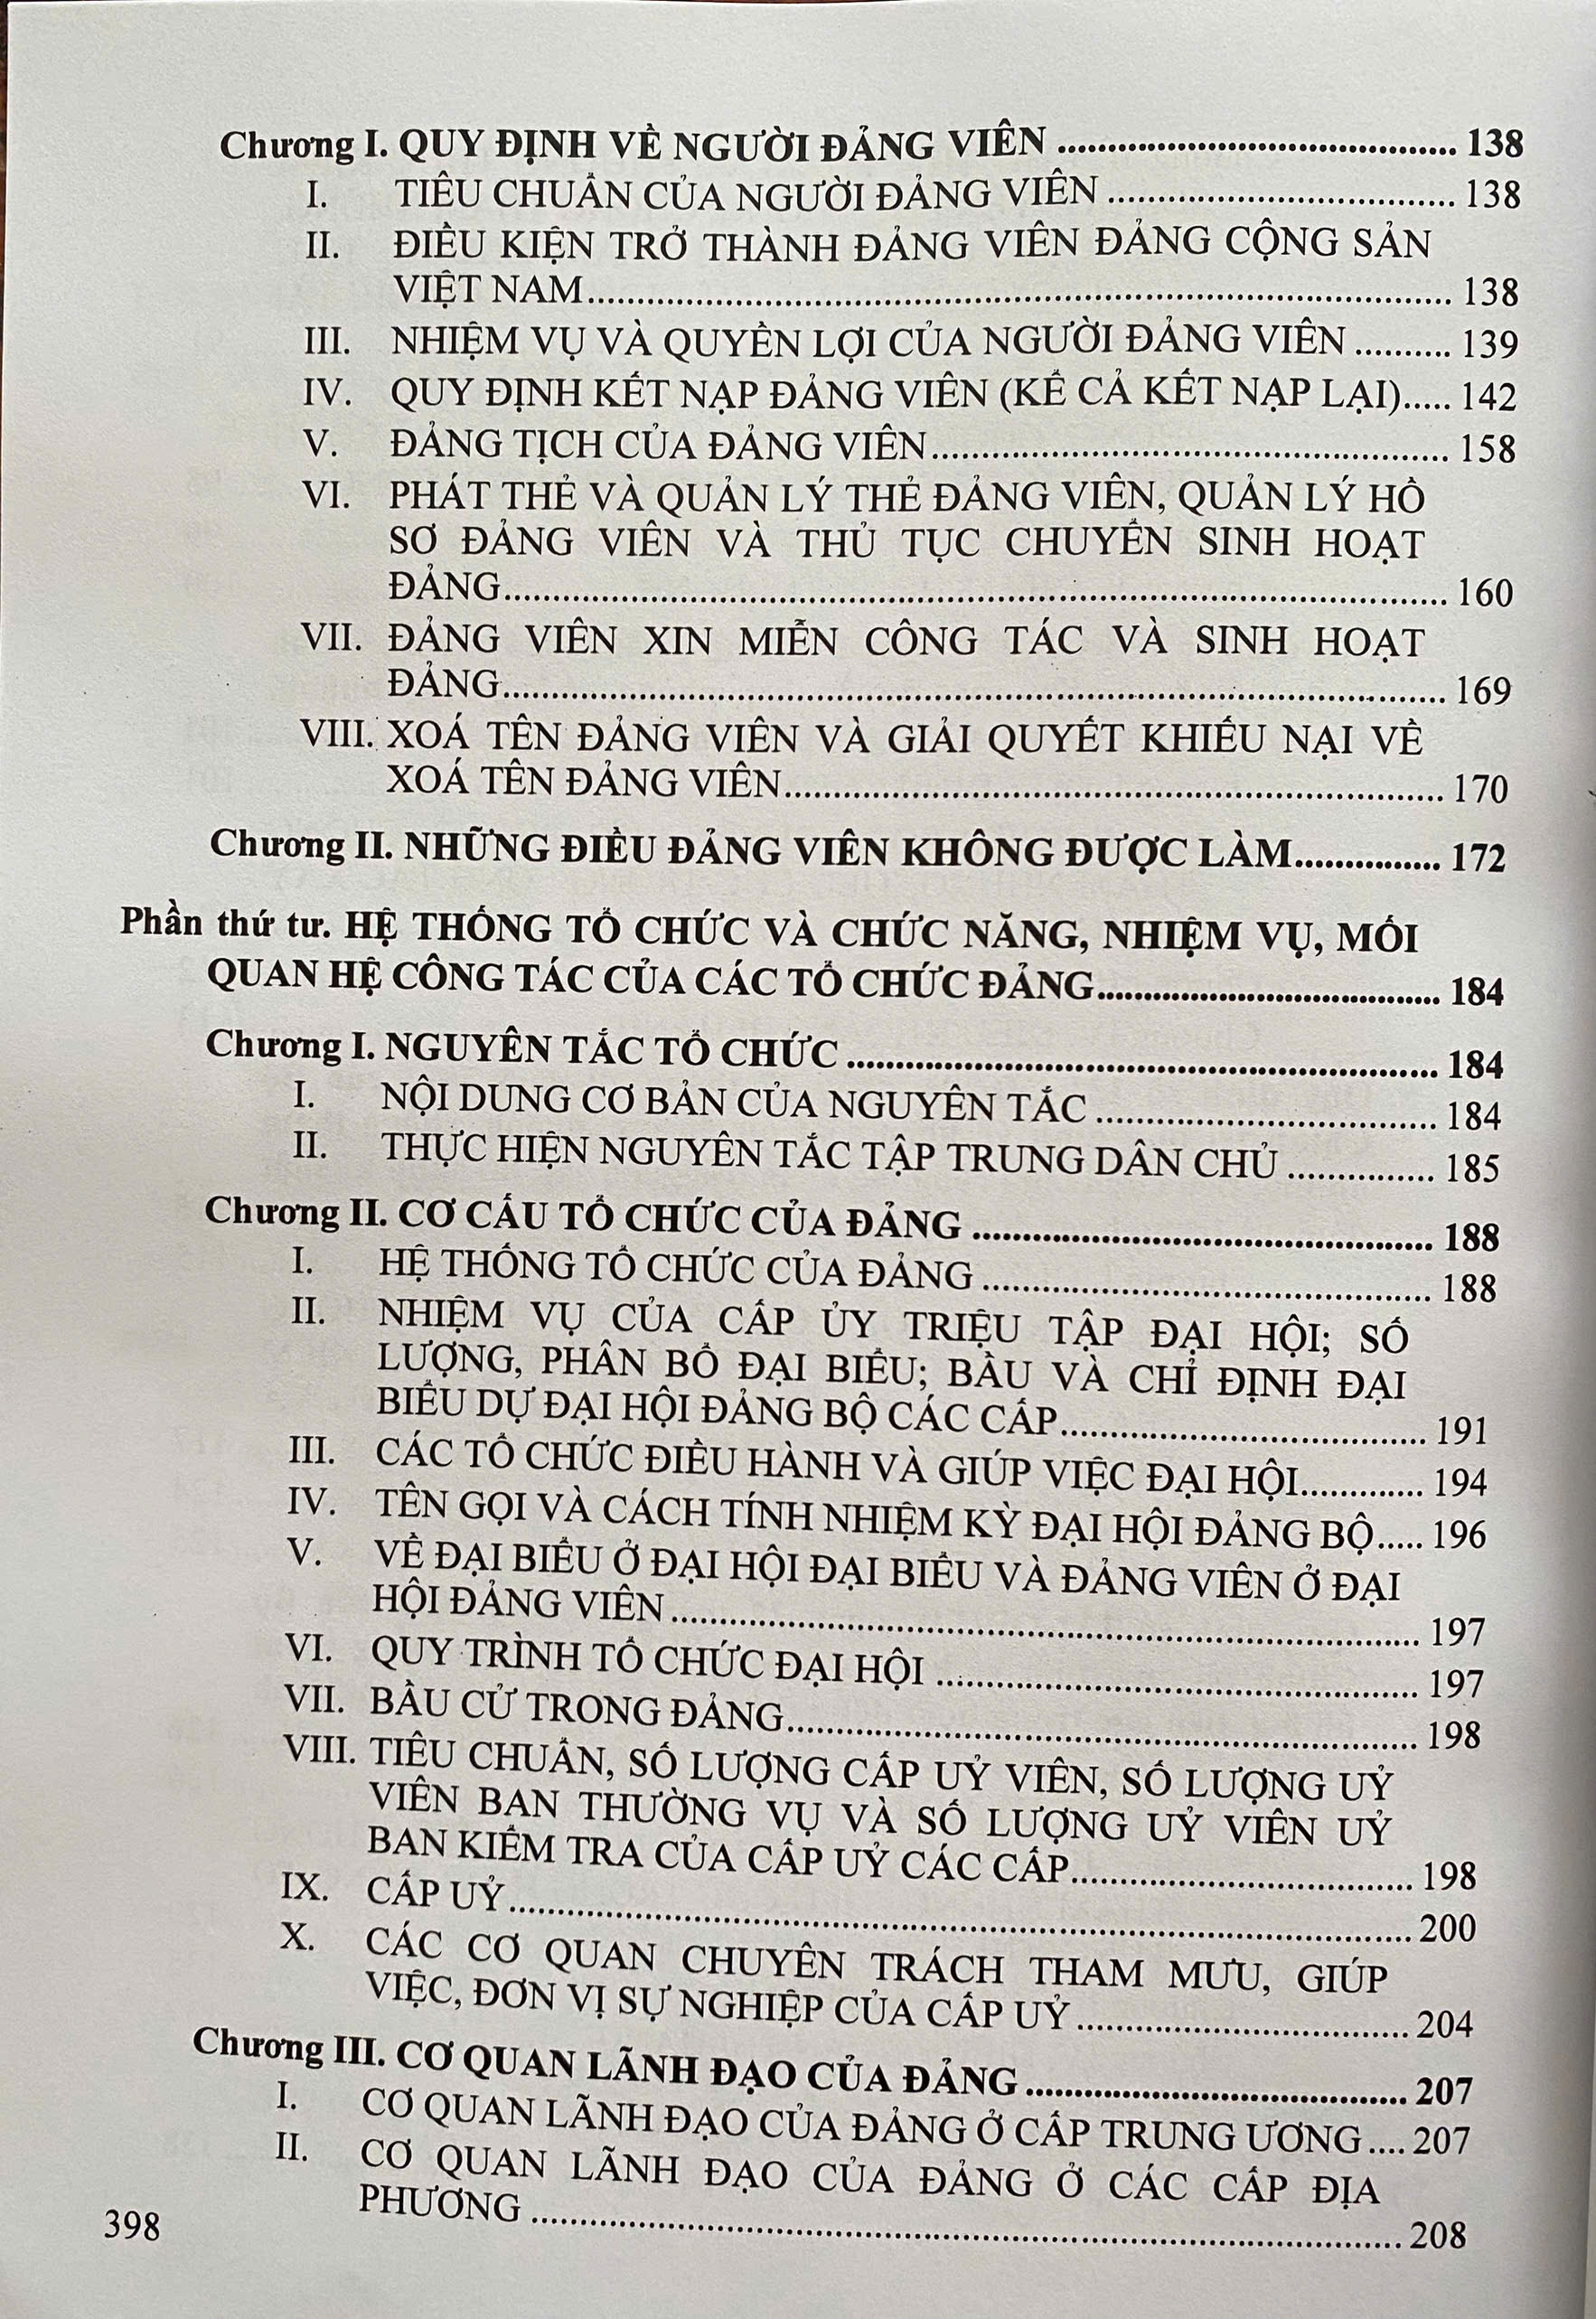 Chương I. QUY ĐỊNH VỀ NGƯỜI ĐẢNG VIÊN ........................................ 138
I. TIÊU CHUẨN CỦA NGƯỜI ĐẢNG VIÊN ................................... 138
II. ĐIỀU KIỆN TRỞ THÀNH ĐẢNG VIÊN ĐẢNG CỘNG SẢN
VIỆT NAM........................................................................................ 138
III. NHIỆM VỤ VÀ QUYỀN LỢI CỦA NGƯỜI ĐẢNG VIÊN .......... 139
IV. QUY ĐỊNH KẾT NẠP ĐẢNG VIÊN (KỂ CẢ KẾT NẠP LẠI)..... 142
V. ĐẢNG TỊCH CỦA ĐẢNG VIÊN.................................................... 158
VI. PHÁT THẺ VÀ QUẢN LÝ THẺ ĐẢNG VIÊN, QUẢN LÝ HỒ
SƠ ĐẢNG VIÊN VÀ THỦ TỤC CHUYỂN SINH HOẠT
ĐẢNG................................................................................................ 160
VII. ĐẢNG VIÊN XIN MIỄN CÔNG TÁC VÀ SINH HOẠT
ĐẢNG................................................................................................ 169
VIII. XOÁ TÊN ĐẢNG VIÊN VÀ GIẢI QUYẾT KHIẾU NẠI VỀ
XOÁ TÊN ĐẢNG VIÊN................................................................... 170
Chương II. NHỮNG ĐIỀU ĐẢNG VIÊN KHÔNG ĐƯỢC LÀM............... 172
Phần thứ tư. HỆ THỐNG TỔ CHỨC VÀ CHỨC NĂNG, NHIỆM VỤ, MỐI
QUAN HỆ CÔNG TÁC CỦA CÁC TỔ CHỨC ĐẢNG................................... 184
Chương I. NGUYÊN TẮC TỔ CHỨC ............................................................ 184
I. NỘI DUNG CƠ BẢN CỦA NGUYÊN TẮC ................................... 184
II. THỰC HIỆN NGUYÊN TẮC TẬP TRUNG DÂN CHỦ ............... 185
Chương II. CƠ CẤU TỔ CHỨC CỦA ĐẢNG ............................................... 188
I. HỆ THỐNG TỔ CHỨC CỦA ĐẢNG .............................................. 188
II. NHIỆM VỤ CỦA CẤP ỦY TRIỆU TẬP ĐẠI HỘI; SỐ
LƯỢNG, PHÂN BỔ ĐẠI BIỂU; BẦU VÀ CHỈ ĐỊNH ĐẠI
BIỂU DỰ ĐẠI HỘI ĐẢNG BỘ CÁC CẤP..................................... 191
III. CÁC TỔ CHỨC ĐIỀU HÀNH VÀ GIÚP VIỆC ĐẠI HỘI............. 194
IV. TÊN GỌI VÀ CÁCH TÍNH NHIỆM KỲ ĐẠI HỘI ĐẢNG BỘ..... 196
V. VỀ ĐẠI BIỂU Ở ĐẠI HỘI ĐẠI BIỂU VÀ ĐẢNG VIÊN Ở ĐẠI
HỘI ĐẢNG VIÊN ............................................................................ 197
VI. QUY TRÌNH TỔ CHỨC ĐẠI HỘI ................................................. 197
VII. BẦU CỬ TRONG ĐẢNG................................................................ 198
VIII. TIÊU CHUẨN, SỐ LƯỢNG CẤP UỶ VIÊN, SỐ LƯỢNG UỶ
VIÊN BAN THƯỜNG VỤ VÀ SỐ LƯỢNG UỶ VIÊN UỶ
BAN KIỂM TRA CỦA CẤP UỶ CÁC CẤP................................... 198
IX. CẤP UỶ............................................................................................ 200
X. CÁC CƠ QUAN CHUYÊN TRÁCH THAM MƯU, GIÚP
VIỆC, ĐƠN VỊ SỰ NGHIỆP CỦA CẤP UỶ .................................. 204
Chương III. CƠ QUAN LÃNH ĐẠO CỦA ĐẢNG ....................................... 207
I. CƠ QUAN LÃNH ĐẠO CỦA ĐẢNG Ở CẤP TRUNG ƯƠNG.... 207
II. CƠ QUAN LÃNH ĐẠO CỦA ĐẢNG Ở CÁC CẤP ĐỊA
PHƯƠNG ......................................................................................... 208
398